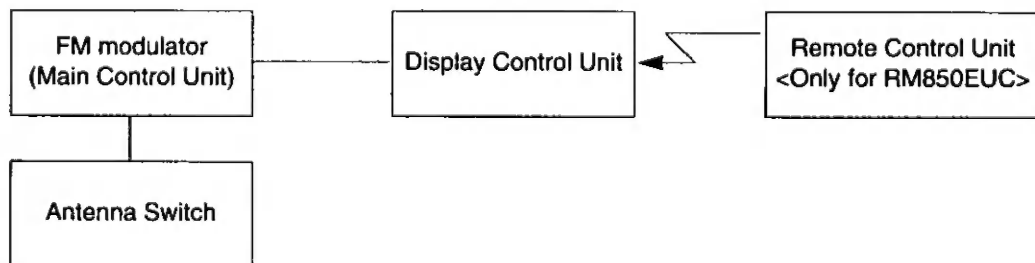 FM modulator
(Main Control Unit)
Display Control Unit
Remote Control Unit
<Only for RM850EUC>
Antenna Switch